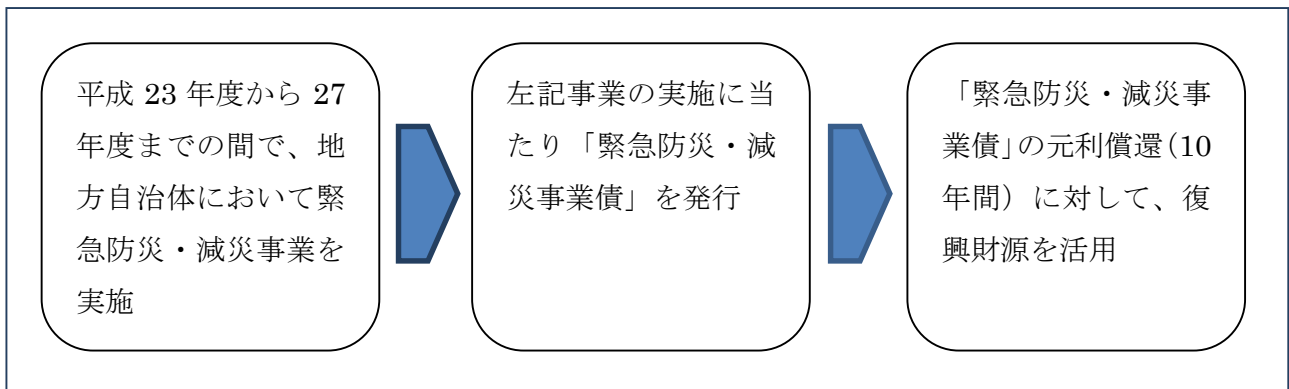 平成 23 年度から 27
年度までの間で、地
方自治体において緊
急防災・減災事業を
実施
左記事業の実施に当
たり「緊急防災・減
災事業債」を発行
「緊急防災・減災事
業債」の元利償還（10
年間）に対して、復
興財源を活用